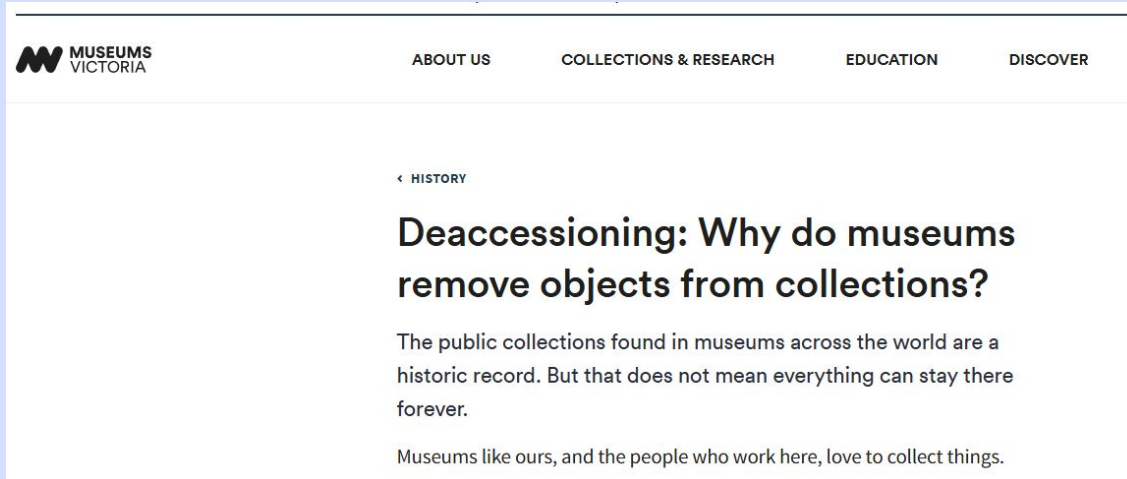 MUSEUMS
VICTORIA
ABOUT US COLLECTIONS & RESEARCH EDUCATION DISCOVER
‹ HISTORY
Deaccessioning: Why do museums
remove objects from collections?
The public collections found in museums across the world are a
historic record. But that does not mean everything can stay there
forever.
Museums like ours, and the people who work here, love to collect things.